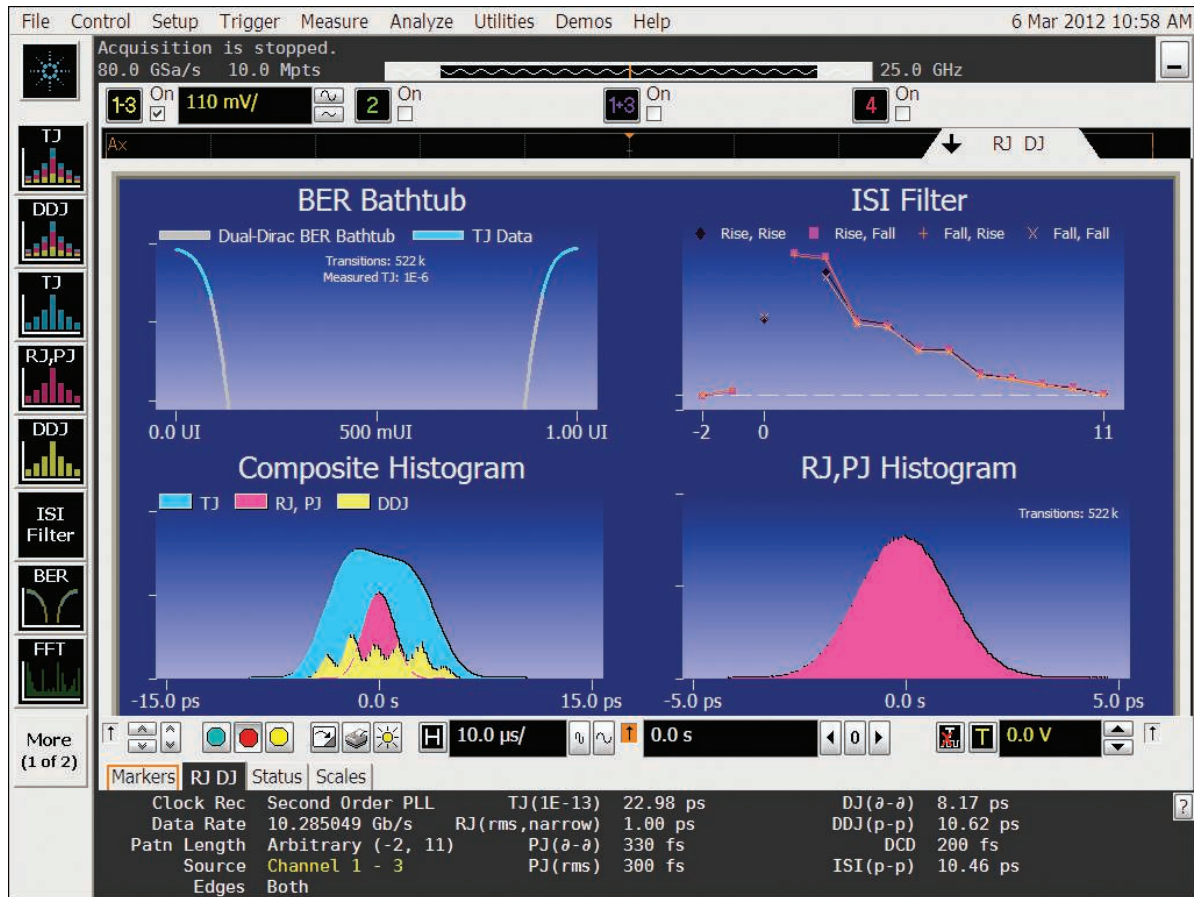 File Control Setup Trigger Measure Analyze Utilities Demos Help 6 Mar 2012 10:58 AM
Acquisition is stopped.
80.0 GSa/s 10.0 Mpts 25.0 GHz
1-3 On 110 mV/ 2 On 1+3 On 4 On
Ax RJ DJ
TJ
DDJ
TJ
RJ,PJ
DDJ
ISI
Filter
BER
FFT
More
(1 of 2)
BER Bathtub
Dual-Dirac BER Bathtub TJ Data
Transitions: 522 k
Measured TJ: 1E-6
0.0 UI 500 mUI 1.00 UI
ISI Filter
Rise, Rise Rise, Fall Fall, Rise Fall, Fall
-2 0 11
Composite Histogram
TJ RJ, PJ DDJ
-15.0 ps 0.0 s 15.0 ps
RJ,PJ Histogram
Transitions: 522 k
-5.0 ps 0.0 s 5.0 ps
H 10.0 µs/ 0.0 s 0 T 0.0 V
Markers RJ DJ Status Scales
Clock Rec Second Order PLL TJ(1E-13) 22.98 ps DJ(∂-∂) 8.17 ps ?
Data Rate 10.285049 Gb/s RJ(rms,narrow) 1.00 ps DDJ(p-p) 10.62 ps
Patn Length Arbitrary (-2, 11) PJ(∂-∂) 330 fs DCD 200 fs
Source Channel 1 - 3 PJ(rms) 300 fs ISI(p-p) 10.46 ps
Edges Both